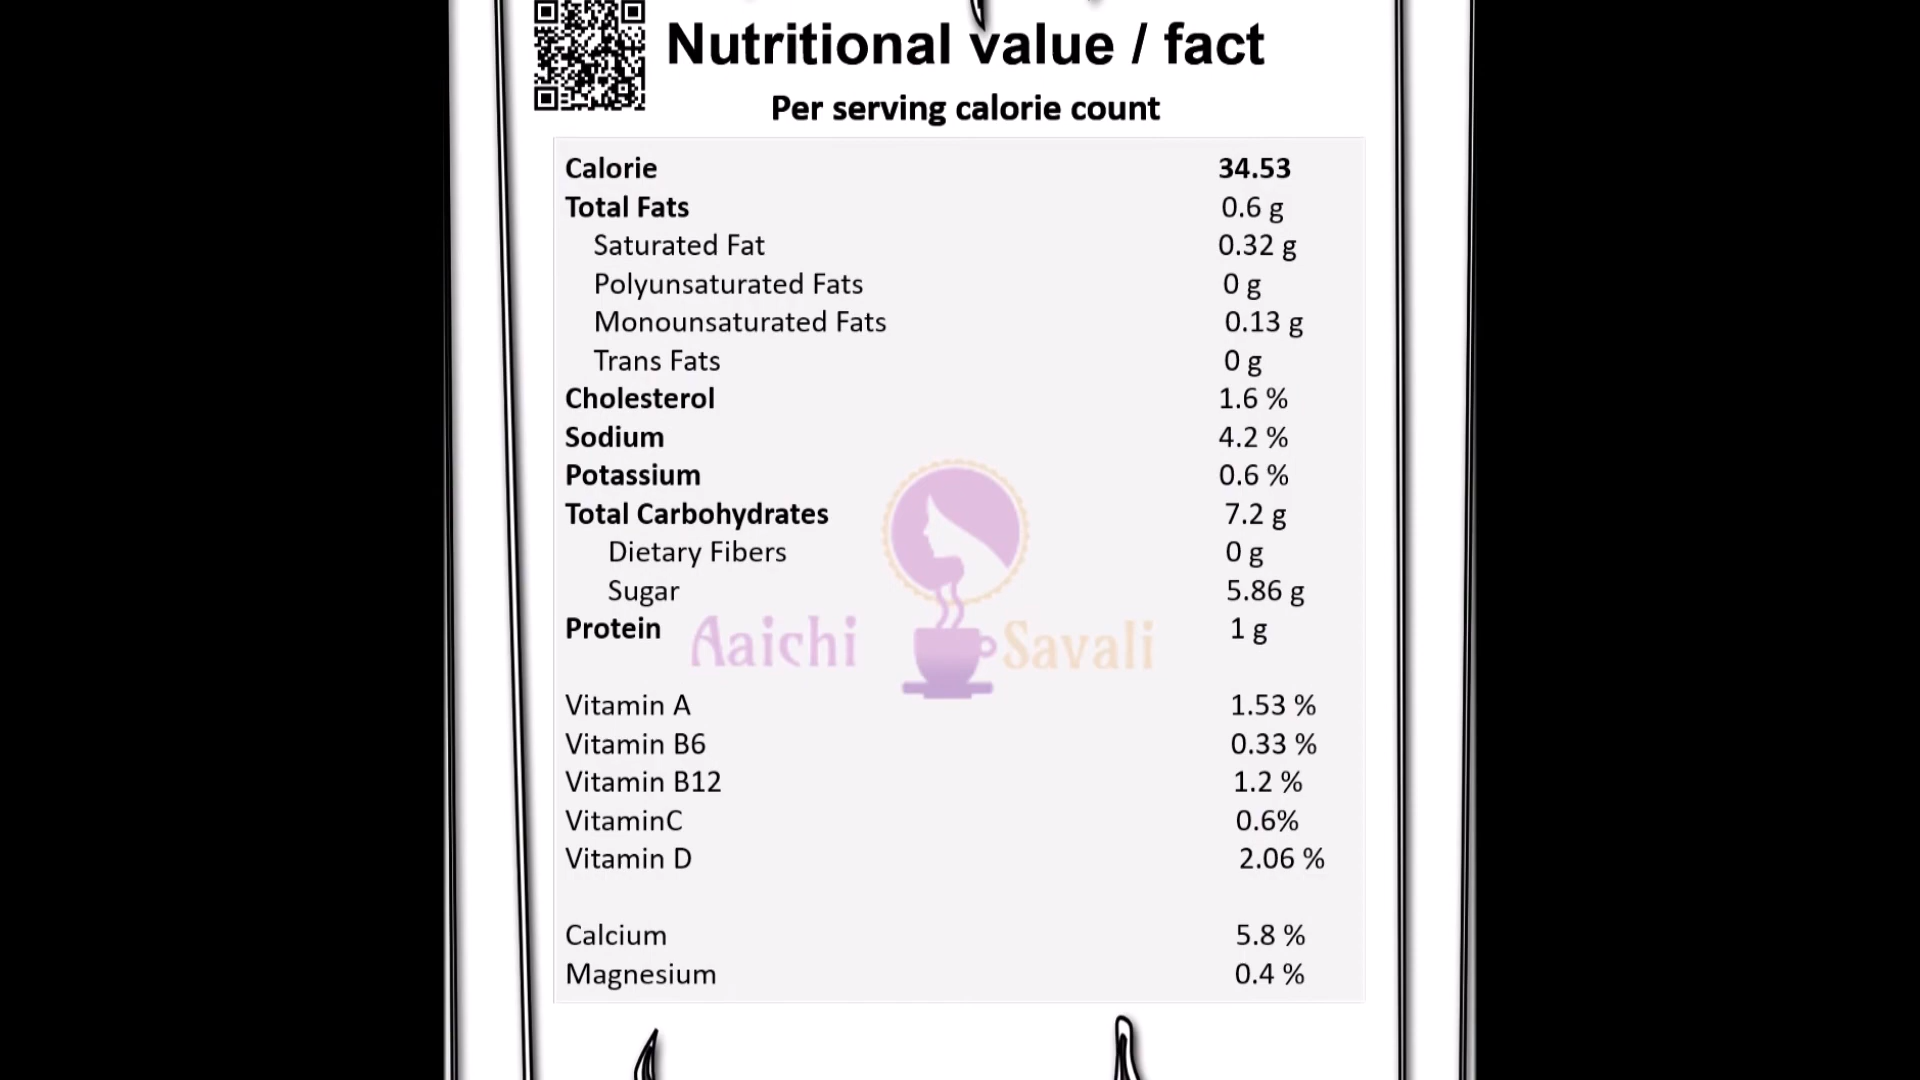 Nutritional value / fact
Per serving calorie count
Calorie 34.53
Total Fats 0.6 g
Saturated Fat 0.32 g
Polyunsaturated Fats 0 g
Monounsaturated Fats 0.13 g
Trans Fats 0 g
Cholesterol 1.6 %
Sodium 4.2 %
Potassium 0.6 %
Total Carbohydrates 7.2 g
Dietary Fibers 0 g
Sugar 5.86 g
Protein 1 g
Aaichi Savali
Vitamin A 1.53 %
Vitamin B6 0.33 %
Vitamin B12 1.2 %
VitaminC 0.6%
Vitamin D 2.06 %
Calcium 5.8 %
Magnesium 0.4 %